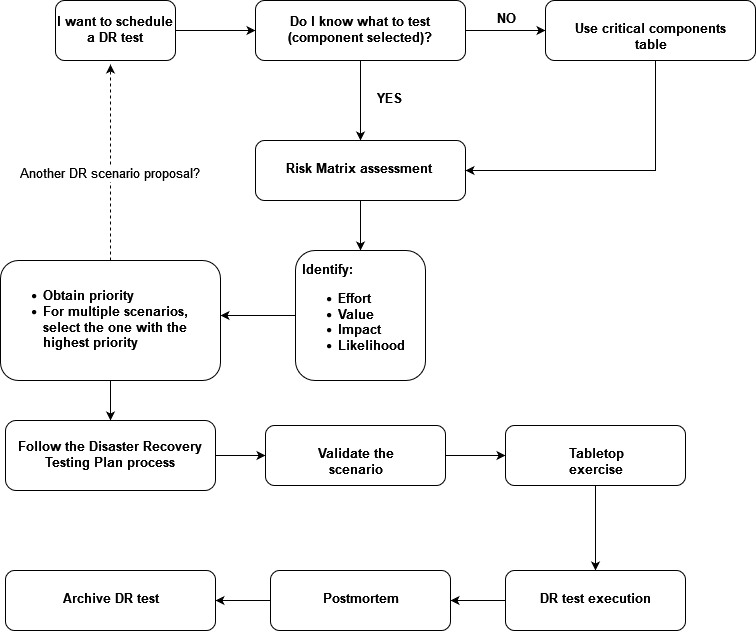 I want to schedule
a DR test
Do I know what to test
(component selected)?
NO
Use critical components
table
YES
Risk Matrix assessment
Another DR scenario proposal?
Identify:
• Effort
• Value
• Impact
• Likelihood
• Obtain priority
• For multiple scenarios,
select the one with the
highest priority
Follow the Disaster Recovery
Testing Plan process
Validate the
scenario
Tabletop
exercise
DR test execution
Postmortem
Archive DR test